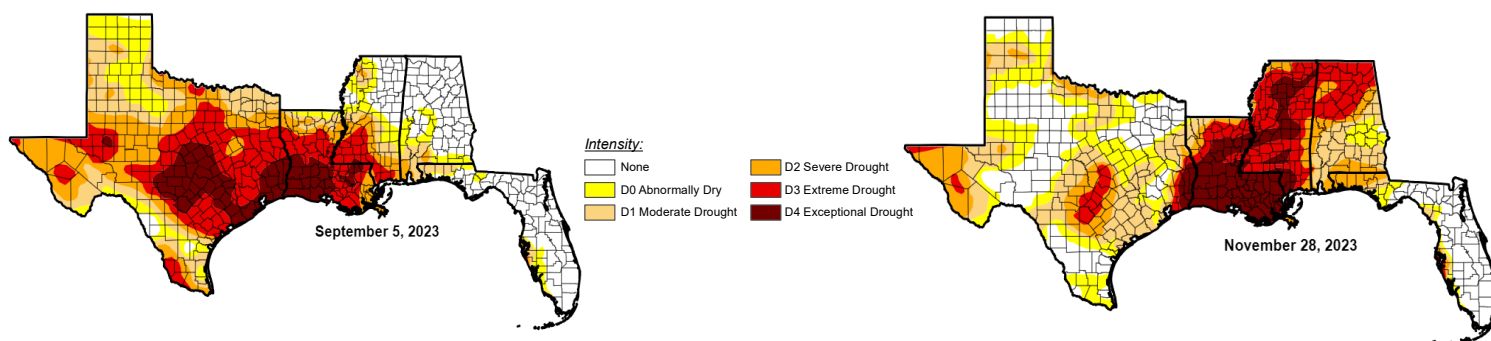 Intensity:
None
D0 Abnormally Dry
D1 Moderate Drought
D2 Severe Drought
D3 Extreme Drought
D4 Exceptional Drought
September 5, 2023
November 28, 2023